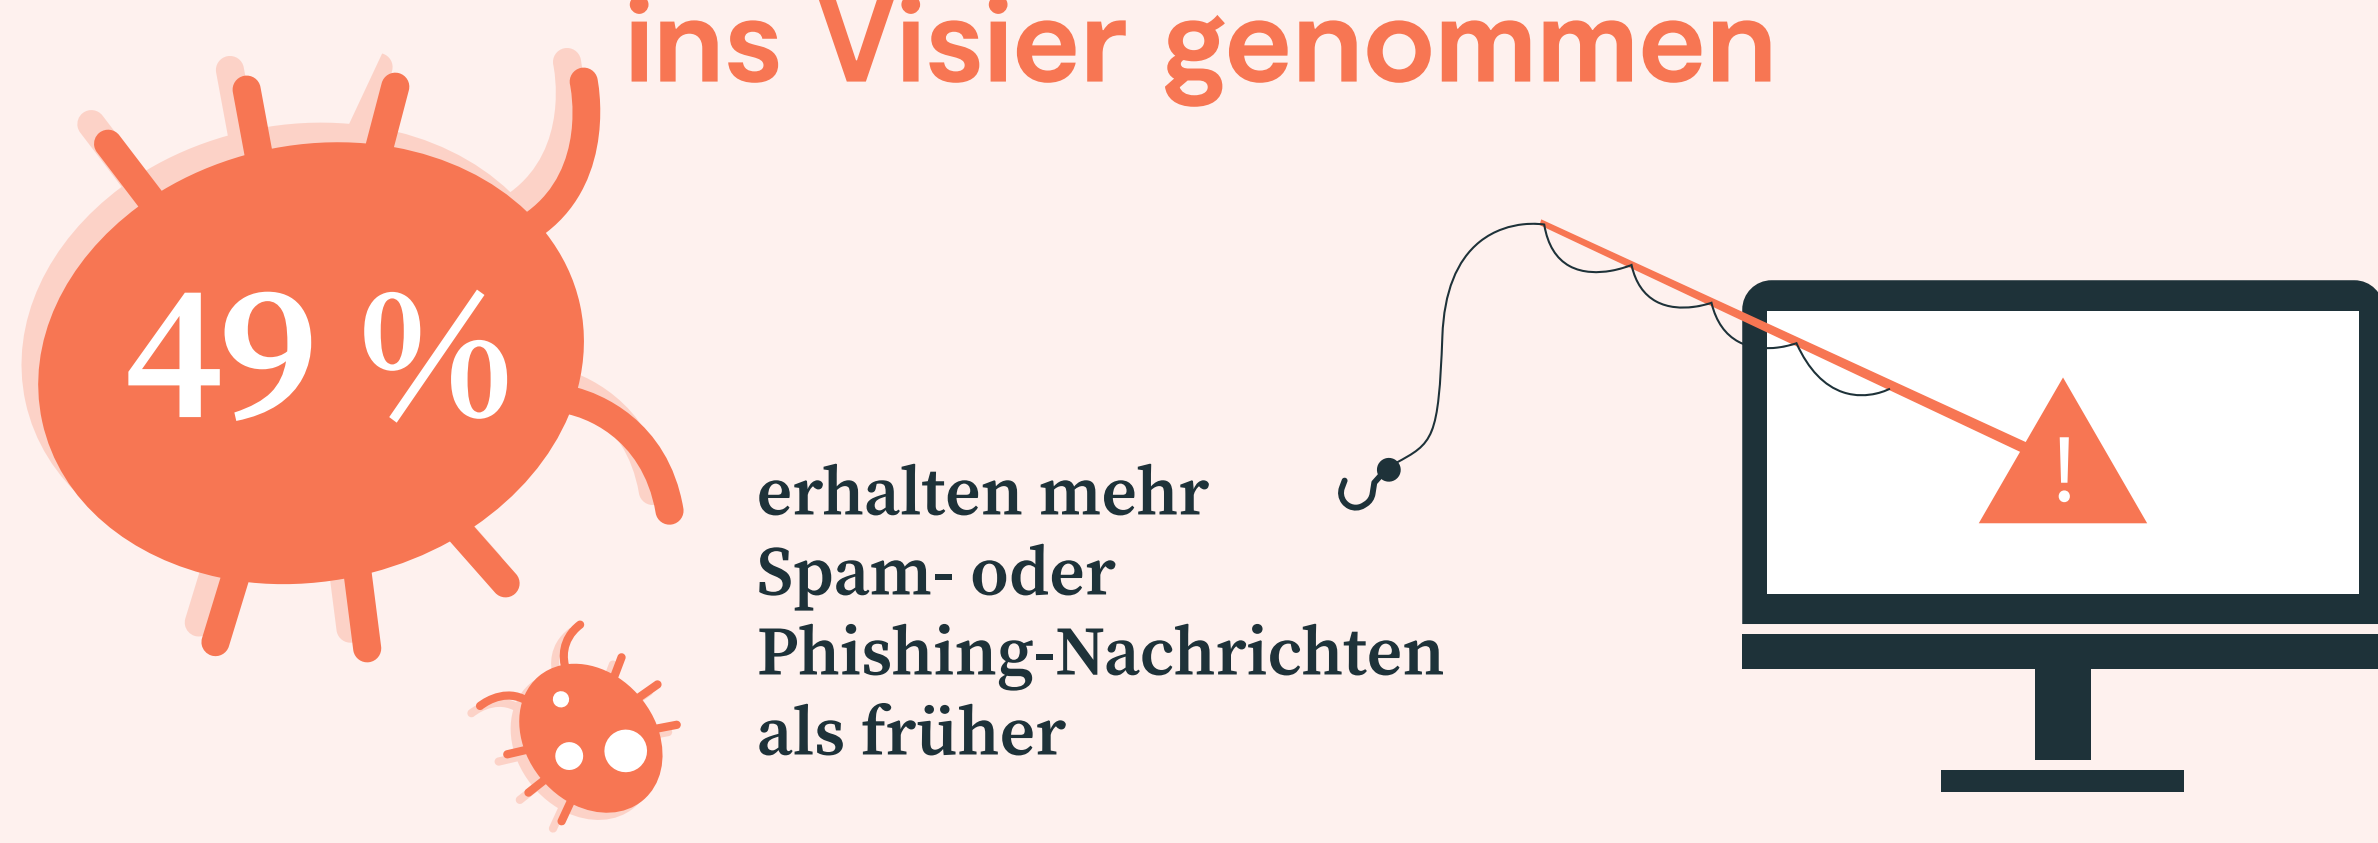 ins Visier genommen
49 %
erhalten mehr
Spam- oder
Phishing-Nachrichten
als früher
!